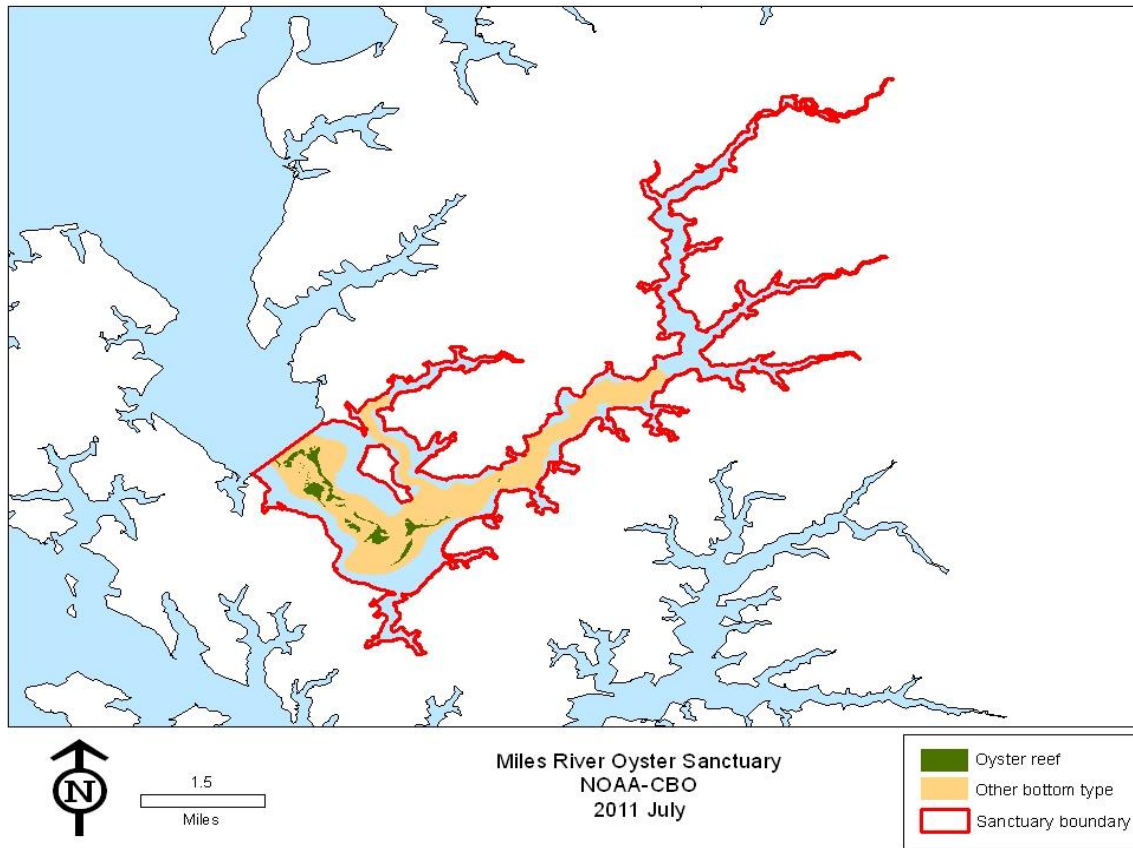 N
1.5
Miles
Miles River Oyster Sanctuary
NOAA-CBO
2011 July
Oyster reef
Other bottom type
Sanctuary boundary